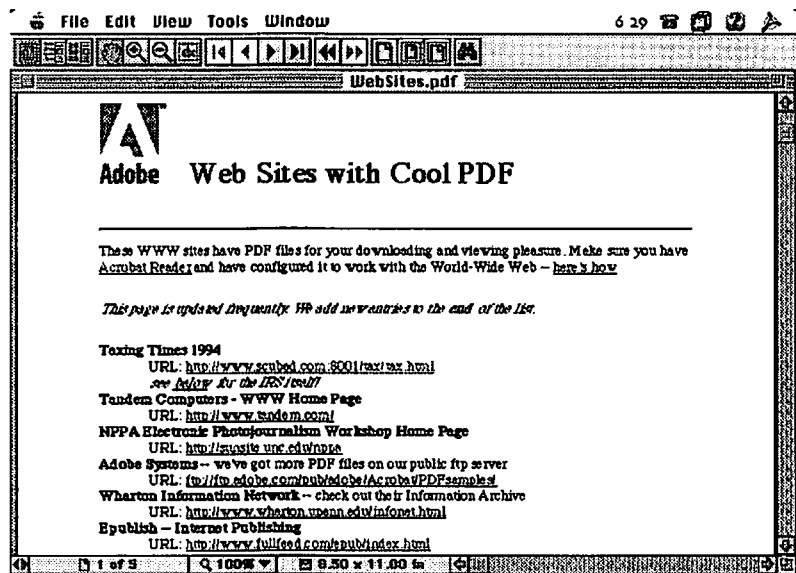 File Edit View Tools Window 6 29
WebSites.pdf
Adobe Web Sites with Cool PDF
These WWW sites have PDF files for your downloading and viewing pleasure. Make sure you have
Acrobat Reader and have configured it to work with the World-Wide Web -- here's how
This page is updated frequently. We add new entries to the end of the list.
Taxing Times 1994
URL: http://www.scubed.com:8001/tax/tax.html
see below for the IRS itself!
Tandem Computers - WWW Home Page
URL: http://www.tandem.com/
NPPA Electronic Photojournalism Workshop Home Page
URL: http://sunsite.unc.edu/nppa
Adobe Systems -- we've got more PDF files on our public ftp server
URL: ftp://ftp.adobe.com/pub/adobe/Acrobat/PDFsamples/
Wharton Information Network -- check out their Information Archive
URL: http://www.wharton.upenn.edu/infonet.html
Epublish -- Internet Publishing
URL: http://www.fullfeed.com/epub/index.html
1 of 5 100% 8.50 x 11.00 in